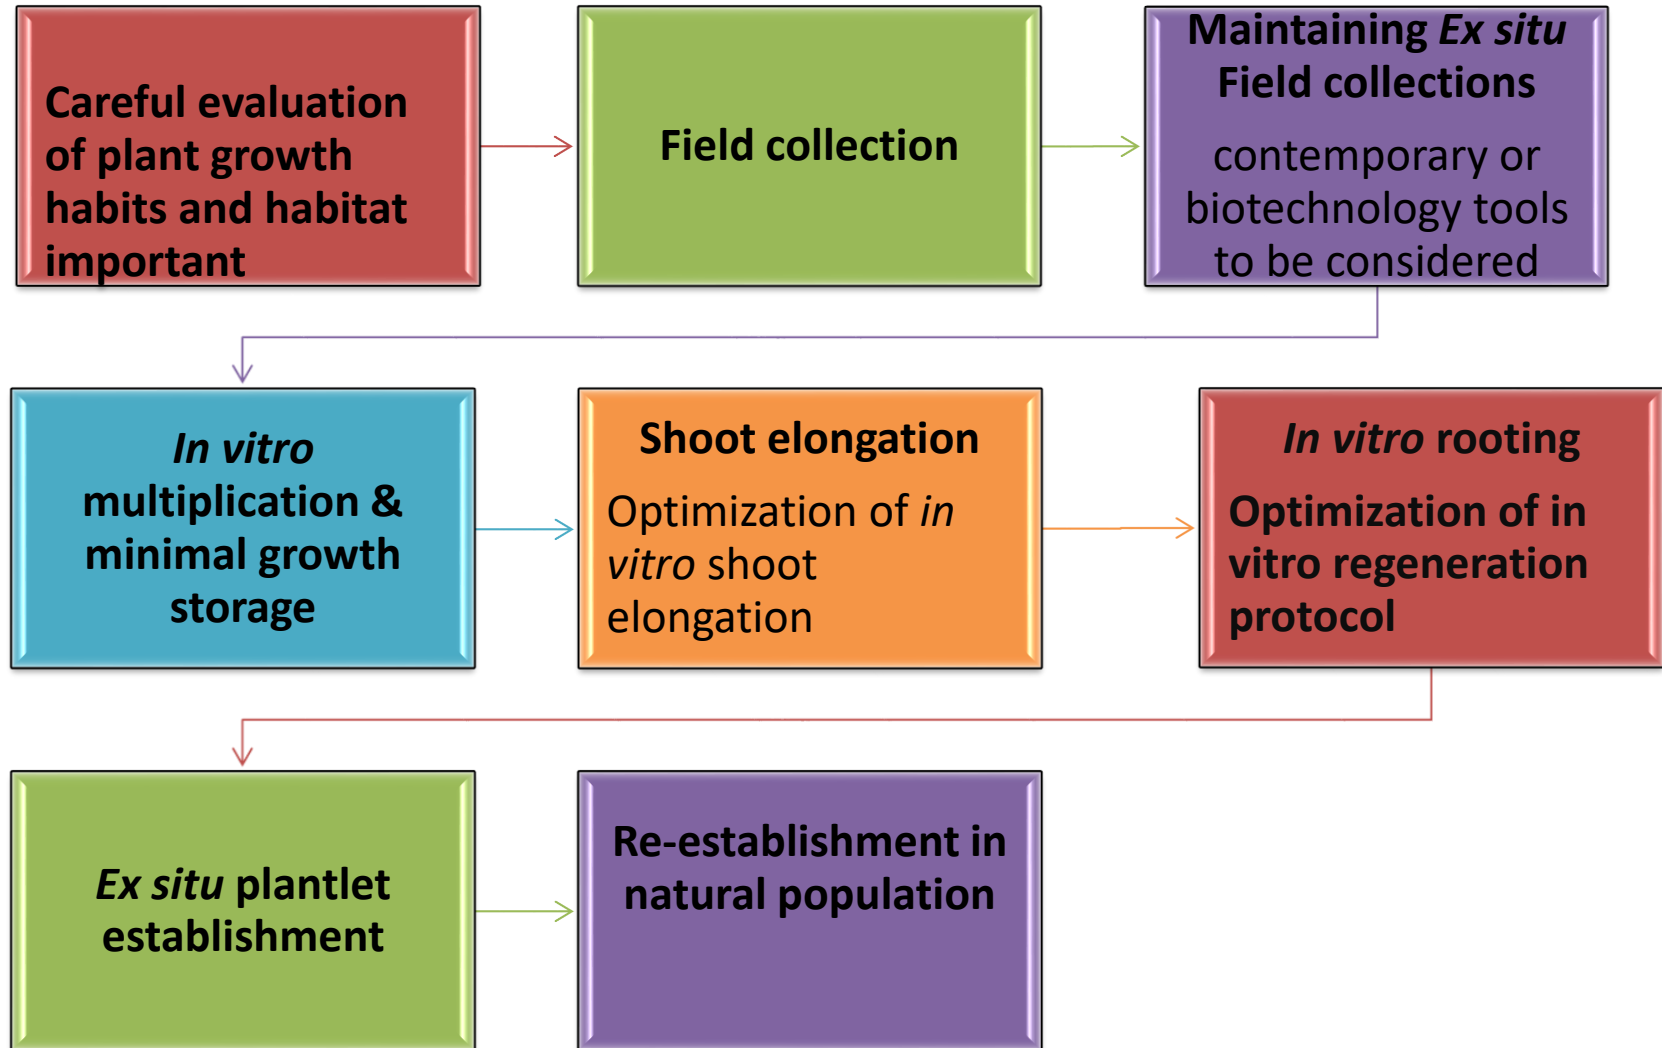 Careful evaluation
of plant growth
habits and habitat
important
Field collection
Maintaining Ex situ
Field collections
contemporary or
biotechnology tools
to be considered
In vitro
multiplication &
minimal growth
storage
Shoot elongation
Optimization of in
vitro shoot
elongation
In vitro rooting
Optimization of in
vitro regeneration
protocol
Ex situ plantlet
establishment
Re-establishment in
natural population